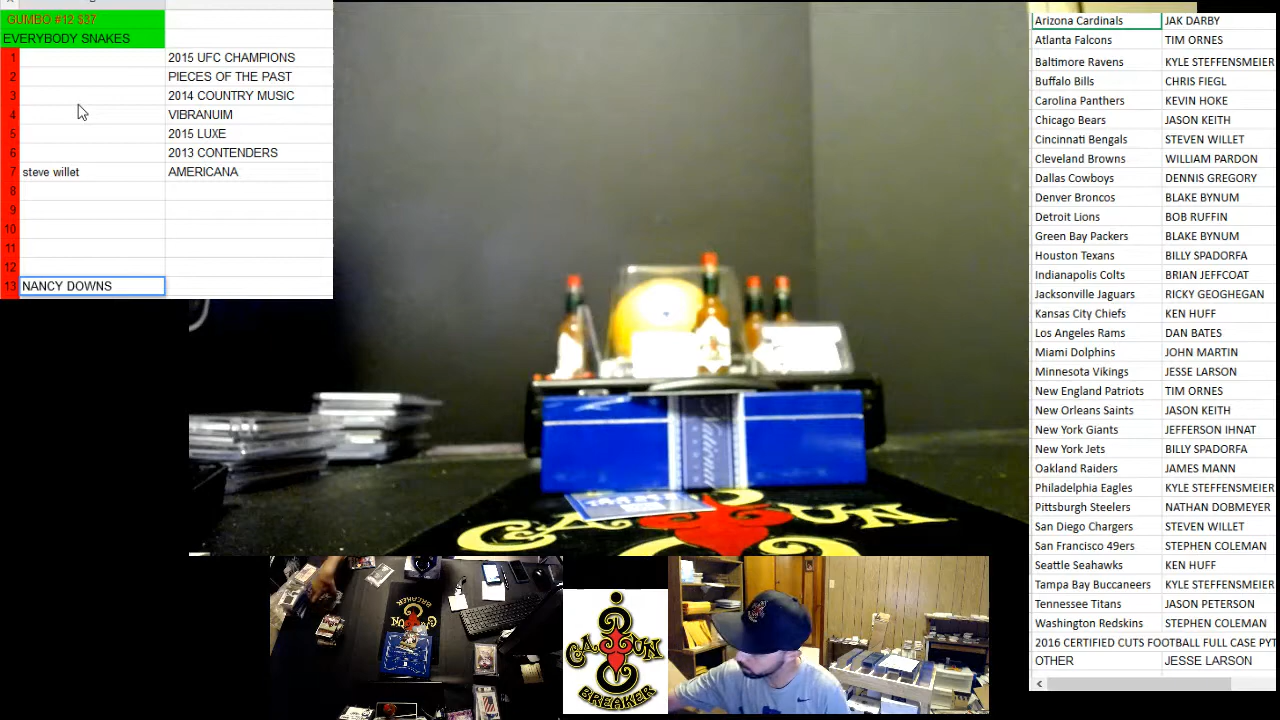 GUMBO #12 $37
EVERYBODY SNAKES
1 2015 UFC CHAMPIONS
2 PIECES OF THE PAST
3 2014 COUNTRY MUSIC
4 VIBRANUIM
5 2015 LUXE
6 2013 CONTENDERS
7 steve willet AMERICANA
8
9
10
11
12
13 NANCY DOWNS
Arizona Cardinals JAK DARBY
Atlanta Falcons TIM ORNES
Baltimore Ravens KYLE STEFFENSMEIER
Buffalo Bills CHRIS FIEGL
Carolina Panthers KEVIN HOKE
Chicago Bears JASON KEITH
Cincinnati Bengals STEVEN WILLET
Cleveland Browns WILLIAM PARDON
Dallas Cowboys DENNIS GREGORY
Denver Broncos BLAKE BYNUM
Detroit Lions BOB RUFFIN
Green Bay Packers BLAKE BYNUM
Houston Texans BILLY SPADORFA
Indianapolis Colts BRIAN JEFFCOAT
Jacksonville Jaguars RICKY GEOGHEGAN
Kansas City Chiefs KEN HUFF
Los Angeles Rams DAN BATES
Miami Dolphins JOHN MARTIN
Minnesota Vikings JESSE LARSON
New England Patriots TIM ORNES
New Orleans Saints JASON KEITH
New York Giants JEFFERSON IHNAT
New York Jets BILLY SPADORFA
Oakland Raiders JAMES MANN
Philadelphia Eagles KYLE STEFFENSMEIER
Pittsburgh Steelers NATHAN DOBMEYER
San Diego Chargers STEVEN WILLET
San Francisco 49ers STEPHEN COLEMAN
Seattle Seahawks KEN HUFF
Tampa Bay Buccaneers KYLE STEFFENSMEIER
Tennessee Titans JASON PETERSON
Washington Redskins STEPHEN COLEMAN
2016 CERTIFIED CUTS FOOTBALL FULL CASE PYT
OTHER JESSE LARSON
National
CAJUN
CAJUN
BREAKER